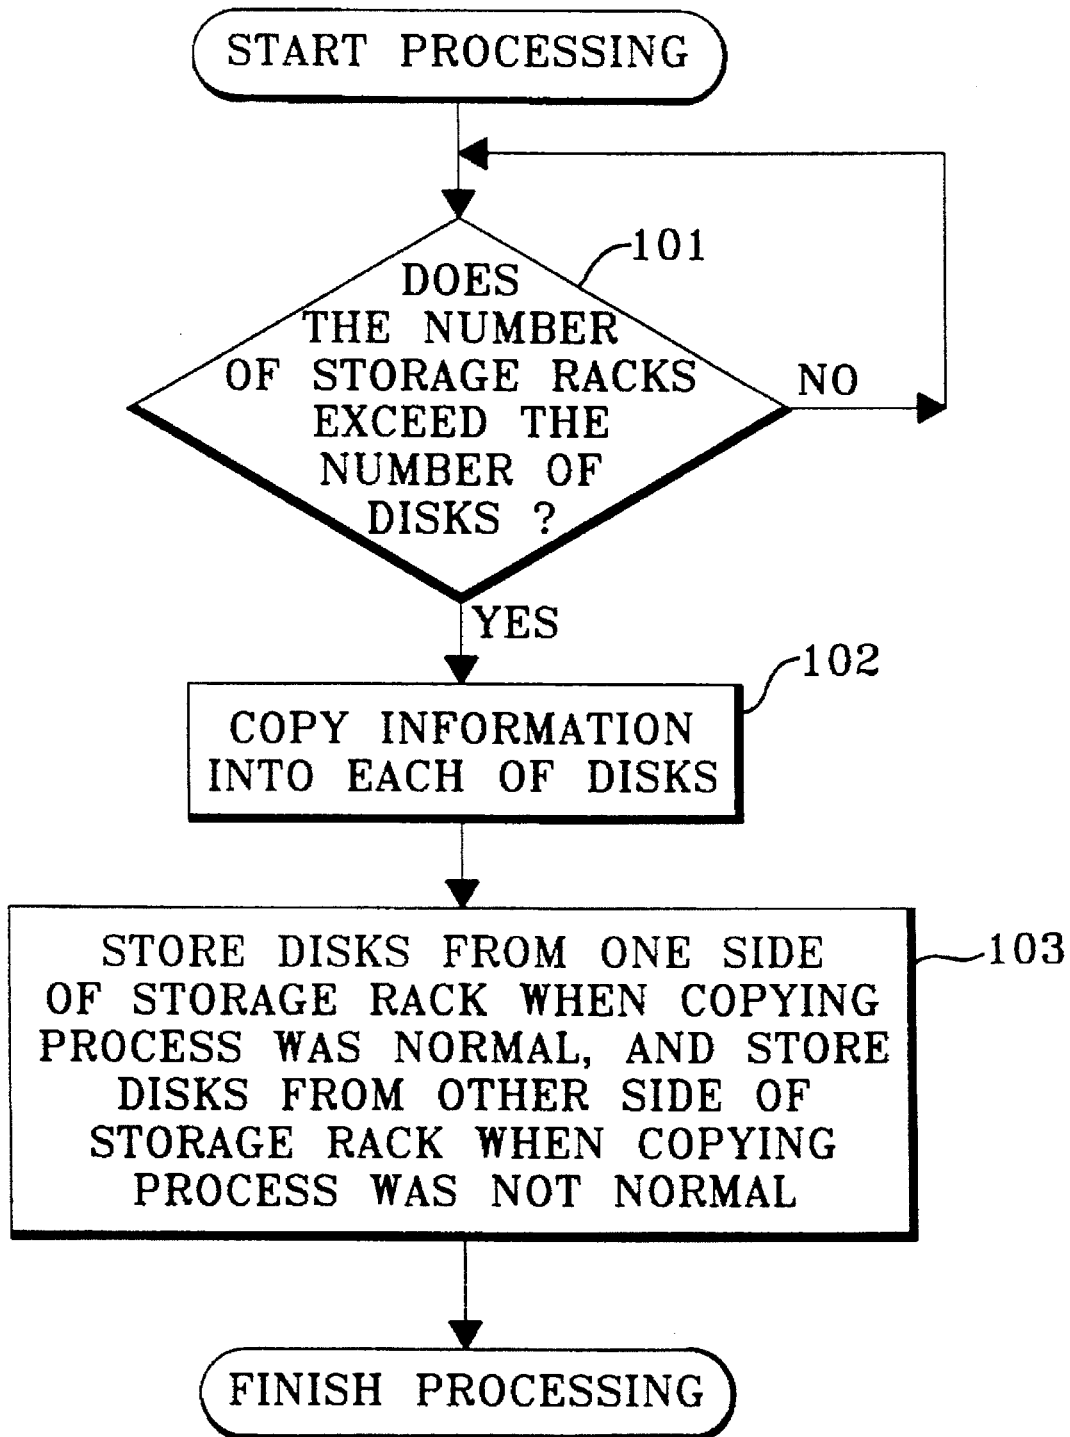 START PROCESSING
101
DOES
THE NUMBER
OF STORAGE RACKS
EXCEED THE
NUMBER OF
DISKS ?
NO
YES
102
COPY INFORMATION
INTO EACH OF DISKS
103
STORE DISKS FROM ONE SIDE
OF STORAGE RACK WHEN COPYING
PROCESS WAS NORMAL, AND STORE
DISKS FROM OTHER SIDE OF
STORAGE RACK WHEN COPYING
PROCESS WAS NOT NORMAL
FINISH PROCESSING